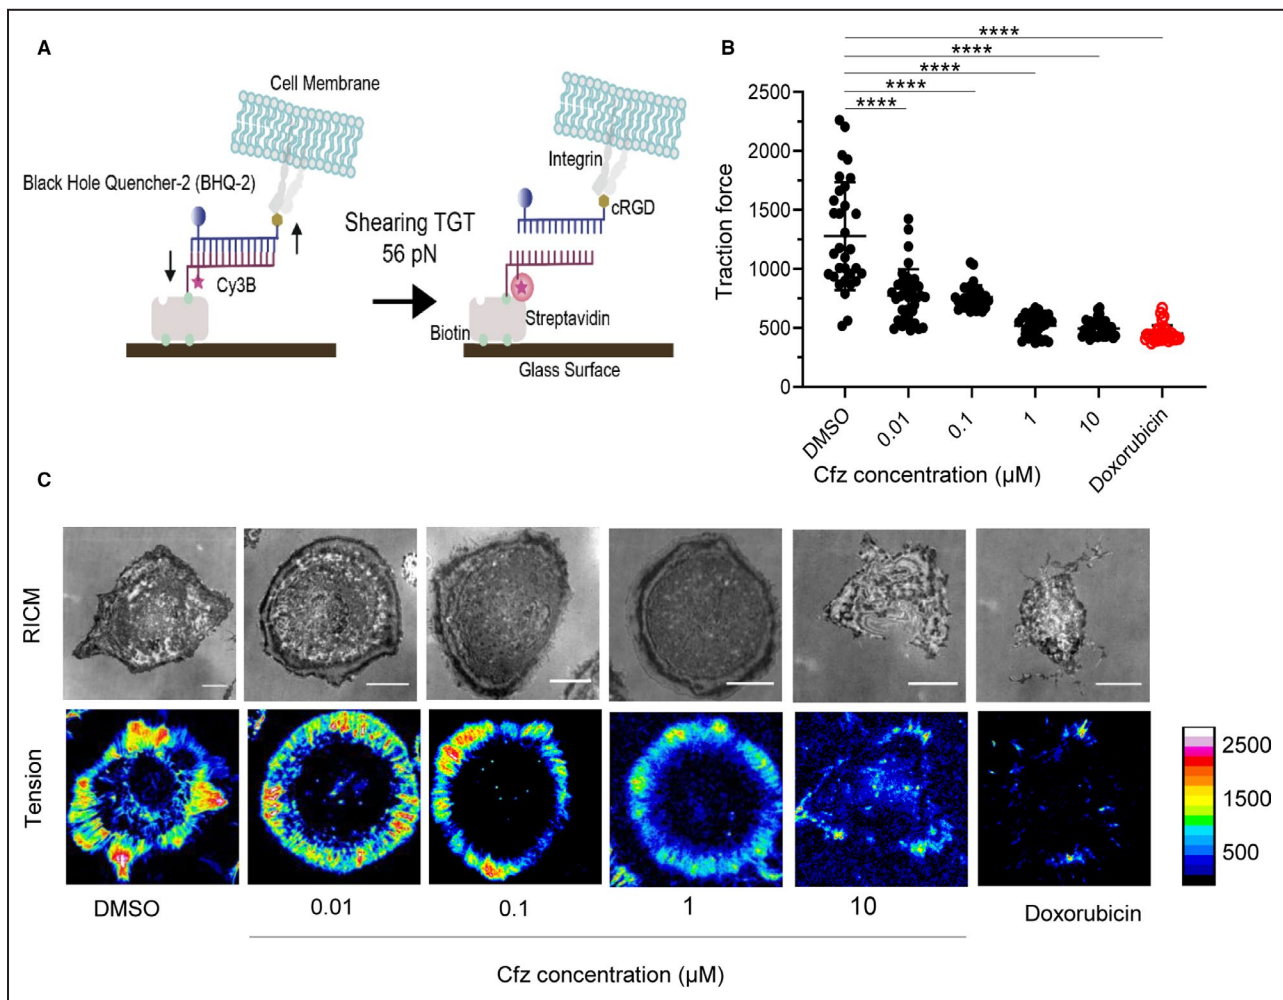 A
Cell Membrane
Black Hole Quencher-2 (BHQ-2)
Cy3B
Biotin
Shearing TGT
56 pN
Integrin
cRGD
Streptavidin
Glass Surface
B
****
****
****
****
****
Traction force
2500
2000
1500
1000
500
0
DMSO
0.01
0.1
1
10
Doxorubicin
Cfz concentration (µM)
C
RICM
Tension
2500
1500
500
DMSO
0.01
0.1
1
10
Doxorubicin
Cfz concentration (µM)